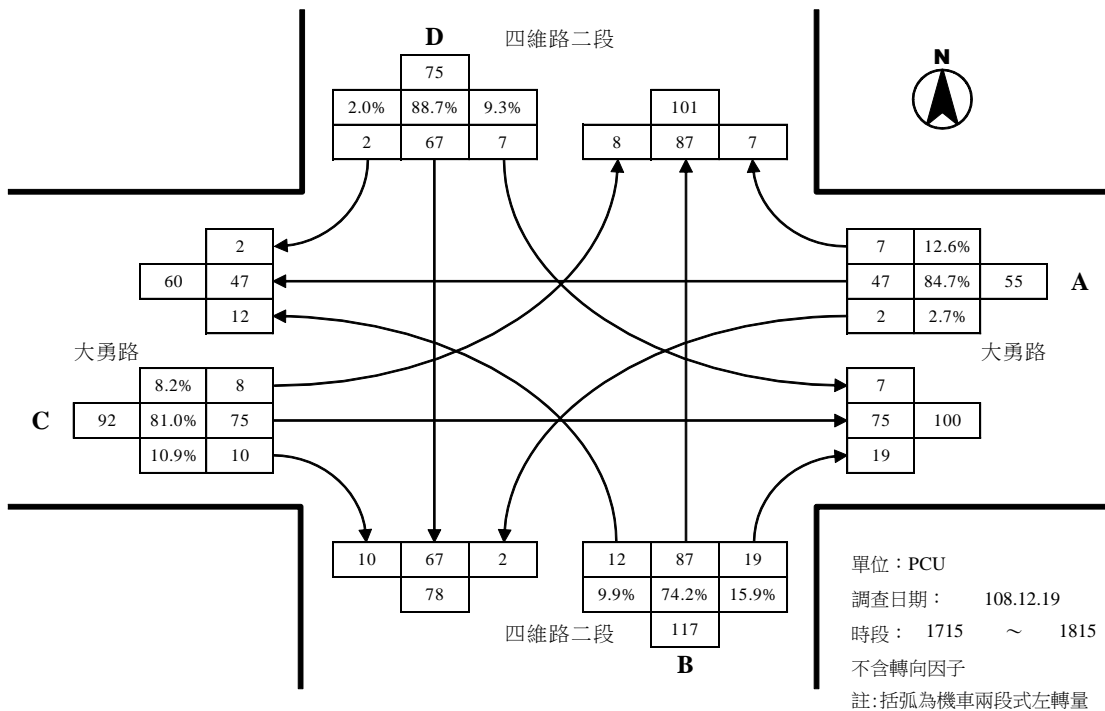 D 四維路二段
N
75
2.0% 88.7% 9.3%
2 67 7
101
8 87 7
2
60 47
12
7 12.6%
47 84.7% 55 A
2 2.7%
大勇路
大勇路
8.2% 8
C 92 81.0% 75
10.9% 10
7
75 100
19
10 67 2
78
12 87 19
9.9% 74.2% 15.9%
117
四維路二段
B
單位：PCU
調查日期： 108.12.19
時段： 1715 ～ 1815
不含轉向因子
註:括弧為機車兩段式左轉量